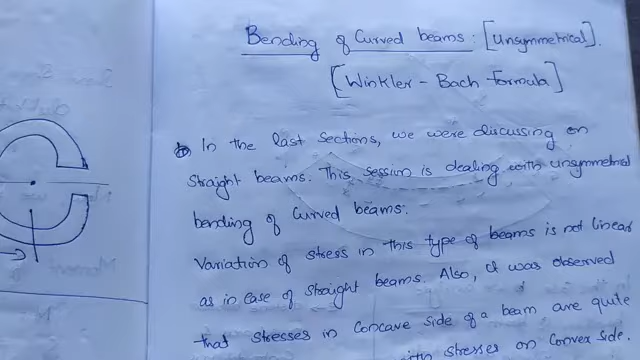 Bending of Curved beams: [Unsymmetrical].
[Winkler - Bach Formula]
In the last sections, we were discussing on
straight beams. This session is dealing with unsymmetrical
bending of Curved beams.
Variation of stress in this type of beams is not linear
as in case of straight beams. Also, it was observed
that stresses in concave side of a beam are quite
with stresses on Convex side.